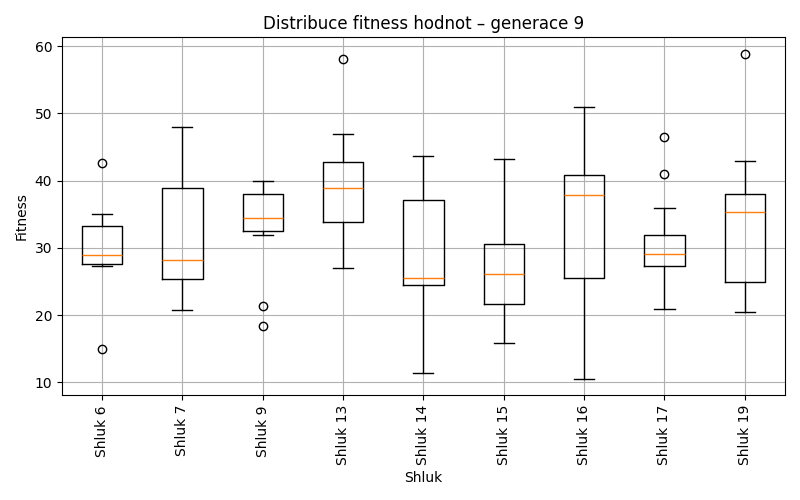 Distribuce fitness hodnot – generace 9
Fitness
60
50
40
30
20
10
Shluk 6
Shluk 7
Shluk 9
Shluk 13
Shluk 14
Shluk 15
Shluk 16
Shluk 17
Shluk 19
Shluk